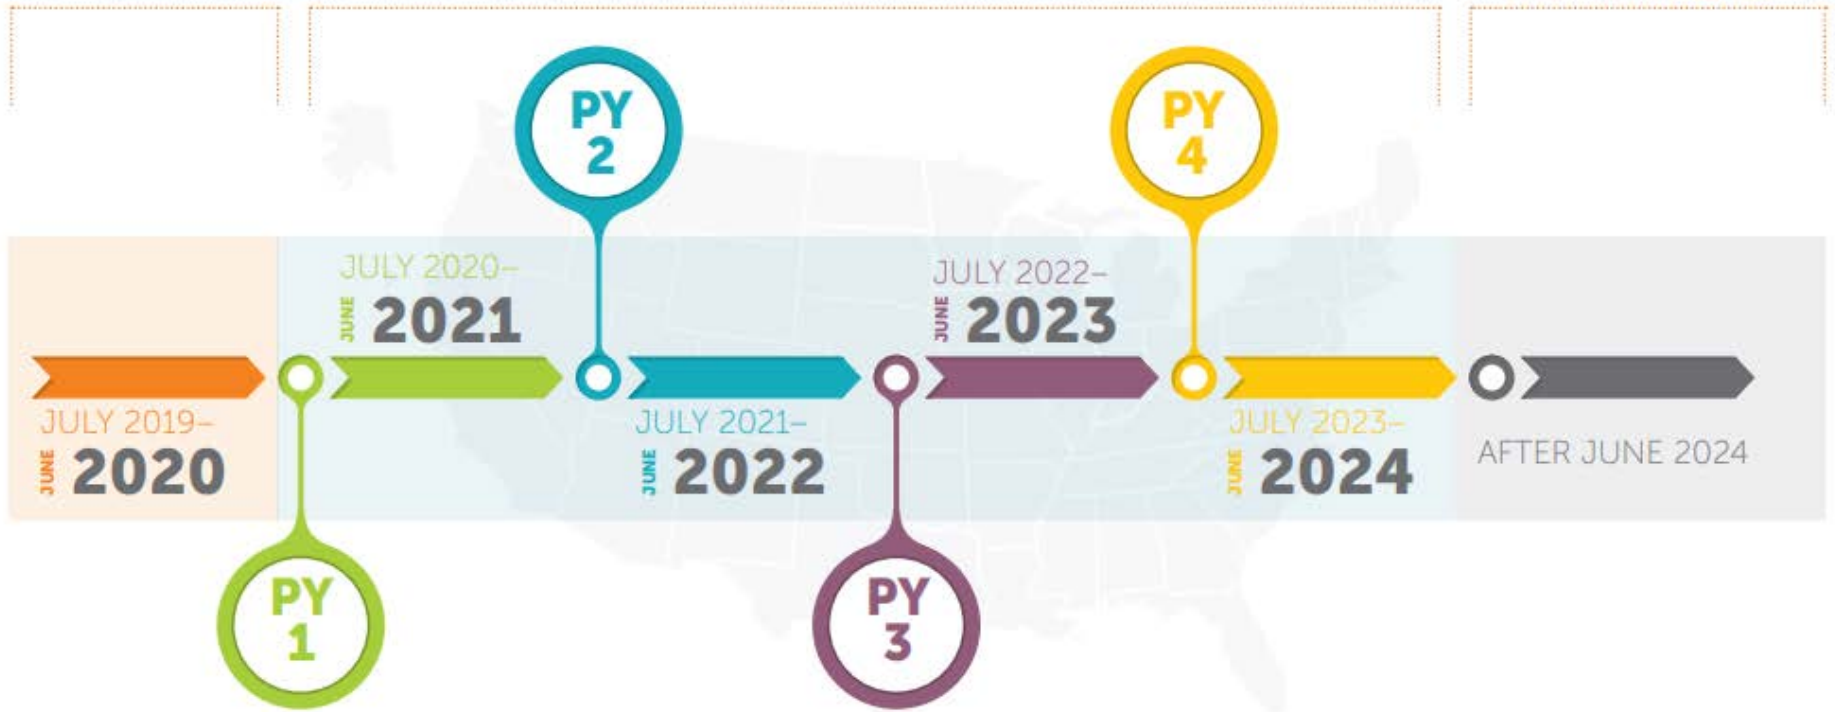 PY
2
PY
4
JULY 2020–
JUNE 2021
JULY 2022–
JUNE 2023
JULY 2019–
JUNE 2020
JULY 2021–
JUNE 2022
JULY 2023–
JUNE 2024
AFTER JUNE 2024
PY
1
PY
3